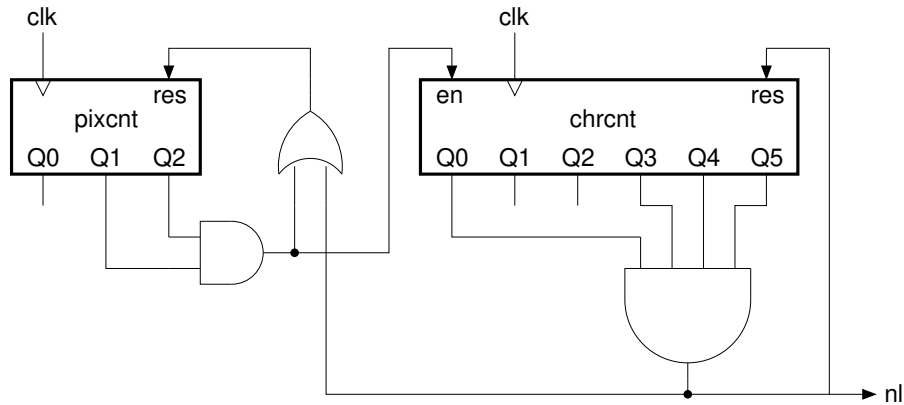 clk
clk
res
en
res
pixcnt
chrcnt
Q0 Q1 Q2
Q0 Q1 Q2 Q3 Q4 Q5
nl